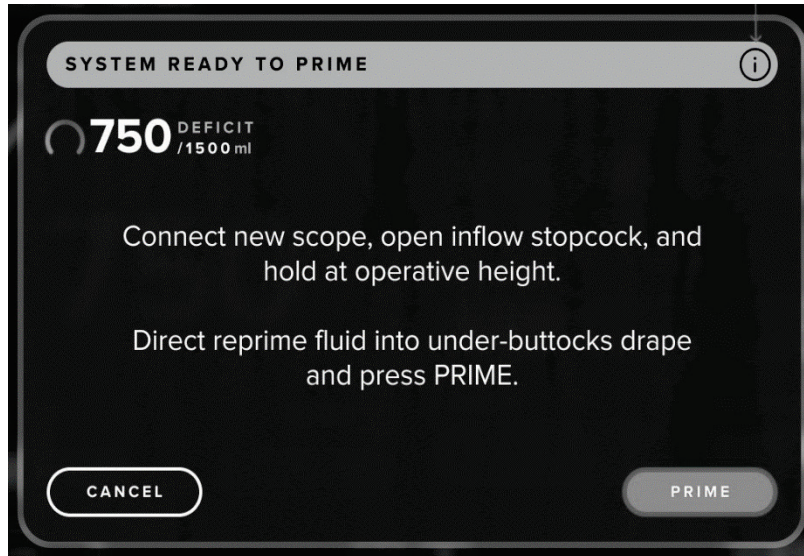 SYSTEM READY TO PRIME
i
750 DEFICIT
/1500 ml
Connect new scope, open inflow stopcock, and
hold at operative height.
Direct reprime fluid into under-buttocks drape
and press PRIME.
CANCEL
PRIME